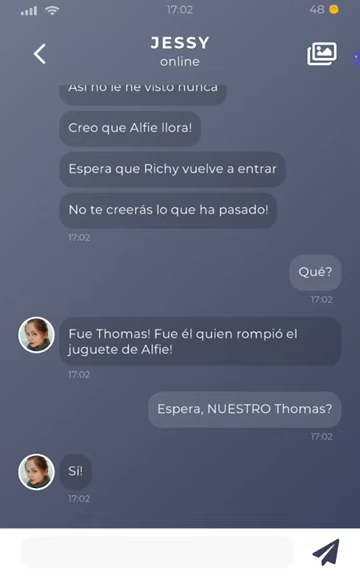 17:02
48
JESSY
online
Así no le he visto nunca
Creo que Alfie llora!
Espera que Richy vuelve a entrar
No te creerás lo que ha pasado!
17:02
Qué?
17:02
Fue Thomas! Fue él quien rompió el
juguete de Alfie!
17:02
Espera, NUESTRO Thomas?
17:02
Sí!
17:02